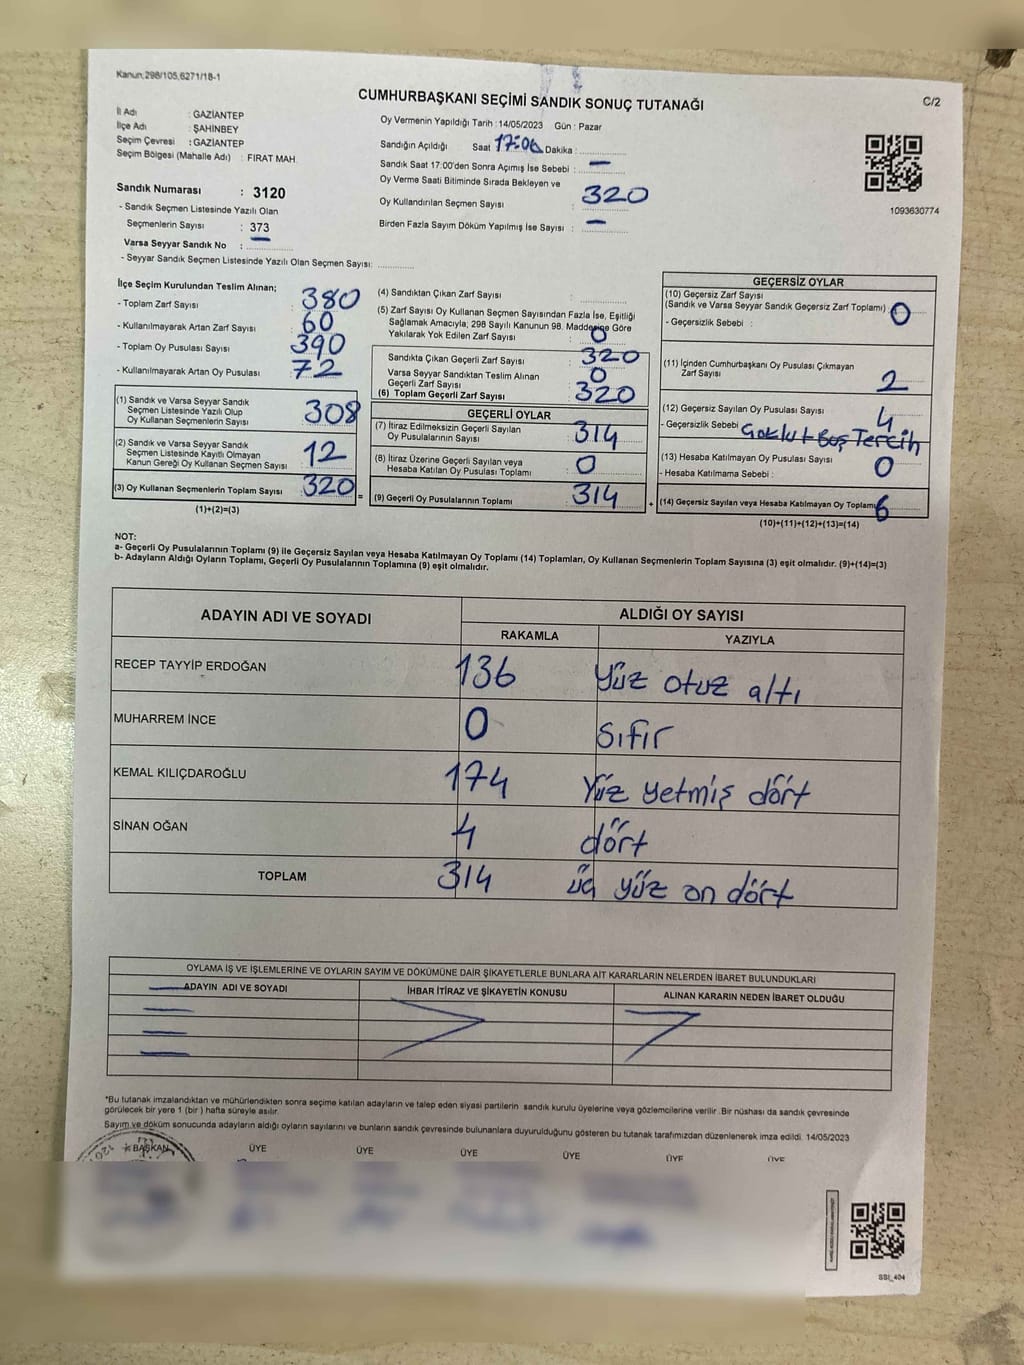 Kanun;298/105,6271/18-1
CUMHURBAŞKANI SEÇİMİ SANDIK SONUÇ TUTANAĞI
C/2
İl Adı : GAZİANTEP
İlçe Adı : ŞAHİNBEY
Seçim Çevresi : GAZİANTEP
Seçim Bölgesi (Mahalle Adı) : FIRAT MAH.
Sandık Numarası : 3120
- Sandık Seçmen Listesinde Yazılı Olan
Seçmenlerin Sayısı : 373
Varsa Seyyar Sandık No : —
- Seyyar Sandık Seçmen Listesinde Yazılı Olan Seçmen Sayısı: ............
Oy Vermenin Yapıldığı Tarih :14/05/2023 Gün : Pazar
Sandığın Açıldığı Saat 17:06 Dakika :
Sandık Saat 17:00'den Sonra Açımış İse Sebebi : —
Oy Verme Saati Bitiminde Sırada Bekleyen ve
Oy Kullandırılan Seçmen Sayısı : 320
Birden Fazla Sayım Döküm Yapılmış İse Sayısı : —
1093630774
İlçe Seçim Kurulundan Teslim Alınan;
- Toplam Zarf Sayısı 380
- Kullanılmayarak Artan Zarf Sayısı 60
- Toplam Oy Pusulası Sayısı 390
- Kullanılmayarak Artan Oy Pusulası 72
(1) Sandık ve Varsa Seyyar Sandık
Seçmen Listesinde Yazılı Olup
Oy Kullanan Seçmenlerin Sayısı 308
(2) Sandık ve Varsa Seyyar Sandık
Seçmen Listesinde Kayıtlı Olmayan
Kanun Gereği Oy Kullanan Seçmen Sayısı 12
(3) Oy Kullanan Seçmenlerin Toplam Sayısı 320 =
(1)+(2)=(3)
(4) Sandıktan Çıkan Zarf Sayısı :
(5) Zarf Sayısı Oy Kullanan Seçmen Sayısından Fazla İse, Eşitliği
Sağlamak Amacıyla, 298 Sayılı Kanunun 98. Maddesine Göre
Yakılarak Yok Edilen Zarf Sayısı : 0
Sandıkta Çıkan Geçerli Zarf Sayısı : 320
Varsa Seyyar Sandıktan Teslim Alınan
Geçerli Zarf Sayısı : 0
(6) Toplam Geçerli Zarf Sayısı : 320
GEÇERLİ OYLAR
(7) İtiraz Edilmeksizin Geçerli Sayılan
Oy Pusulalarının Sayısı : 314
(8) İtiraz Üzerine Geçerli Sayılan veya
Hesaba Katılan Oy Pusulası Toplamı : 0
(9) Geçerli Oy Pusulalarının Toplamı : 314 +
GEÇERSİZ OYLAR
(10) Geçersiz Zarf Sayısı
(Sandık ve Varsa Seyyar Sandık Geçersiz Zarf Toplamı) : 0
- Geçersizlik Sebebi :
(11) İçinden Cumhurbaşkanı Oy Pusulası Çıkmayan
Zarf Sayısı 2
(12) Geçersiz Sayılan Oy Pusulası Sayısı : 4
- Geçersizlik Sebebi Boş Tercih
(13) Hesaba Katılmayan Oy Pusulası Sayısı : 0
- Hesaba Katılmama Sebebi :
(14) Geçersiz Sayılan veya Hesaba Katılmayan Oy Toplamı 6
(10)+(11)+(12)+(13)=(14)
NOT:
a- Geçerli Oy Pusulalarının Toplamı (9) ile Geçersiz Sayılan veya Hesaba Katılmayan Oy Toplamı (14) Toplamları, Oy Kullanan Seçmenlerin Toplam Sayısına (3) eşit olmalıdır. (9)+(14)=(3)
b- Adayların Aldığı Oyların Toplamı, Geçerli Oy Pusulalarının Toplamına (9) eşit olmalıdır.
ADAYIN ADI VE SOYADI ALDIĞI OY SAYISI
RAKAMLA YAZIYLA
RECEP TAYYİP ERDOĞAN 136 Yüz otuz altı
MUHARREM İNCE 0 Sıfır
KEMAL KILIÇDAROĞLU 174 Yüz yetmiş dört
SİNAN OĞAN 4 dört
TOPLAM 314 üç yüz on dört
OYLAMA İŞ VE İŞLEMLERİNE VE OYLARIN SAYIM VE DÖKÜMÜNE DAİR ŞİKAYETLERLE BUNLARA AİT KARARLARIN NELERDEN İBARET BULUNDUKLARI
ADAYIN ADI VE SOYADI İHBAR İTİRAZ VE ŞİKAYETİN KONUSU ALINAN KARARIN NEDEN İBARET OLDUĞU
*Bu tutanak imzalandıktan ve mühürlendikten sonra seçime katılan adayların ve talep eden siyasi partilerin sandık kurulu üyelerine veya gözlemcilerine verilir .Bir nüshası da sandık çevresinde
görülecek bir yere 1 (bir ) hafta süreyle asılır.
Sayım ve döküm sonucunda adayların aldığı oyların sayılarını ve bunların sandık çevresinde bulunanlara duyurulduğunu gösteren bu tutanak tarafımızdan düzenlenerek imza edildi. 14/05/2023
BAŞKAN ÜYE ÜYE ÜYE ÜYE ÜYE ÜYE
SSI_404